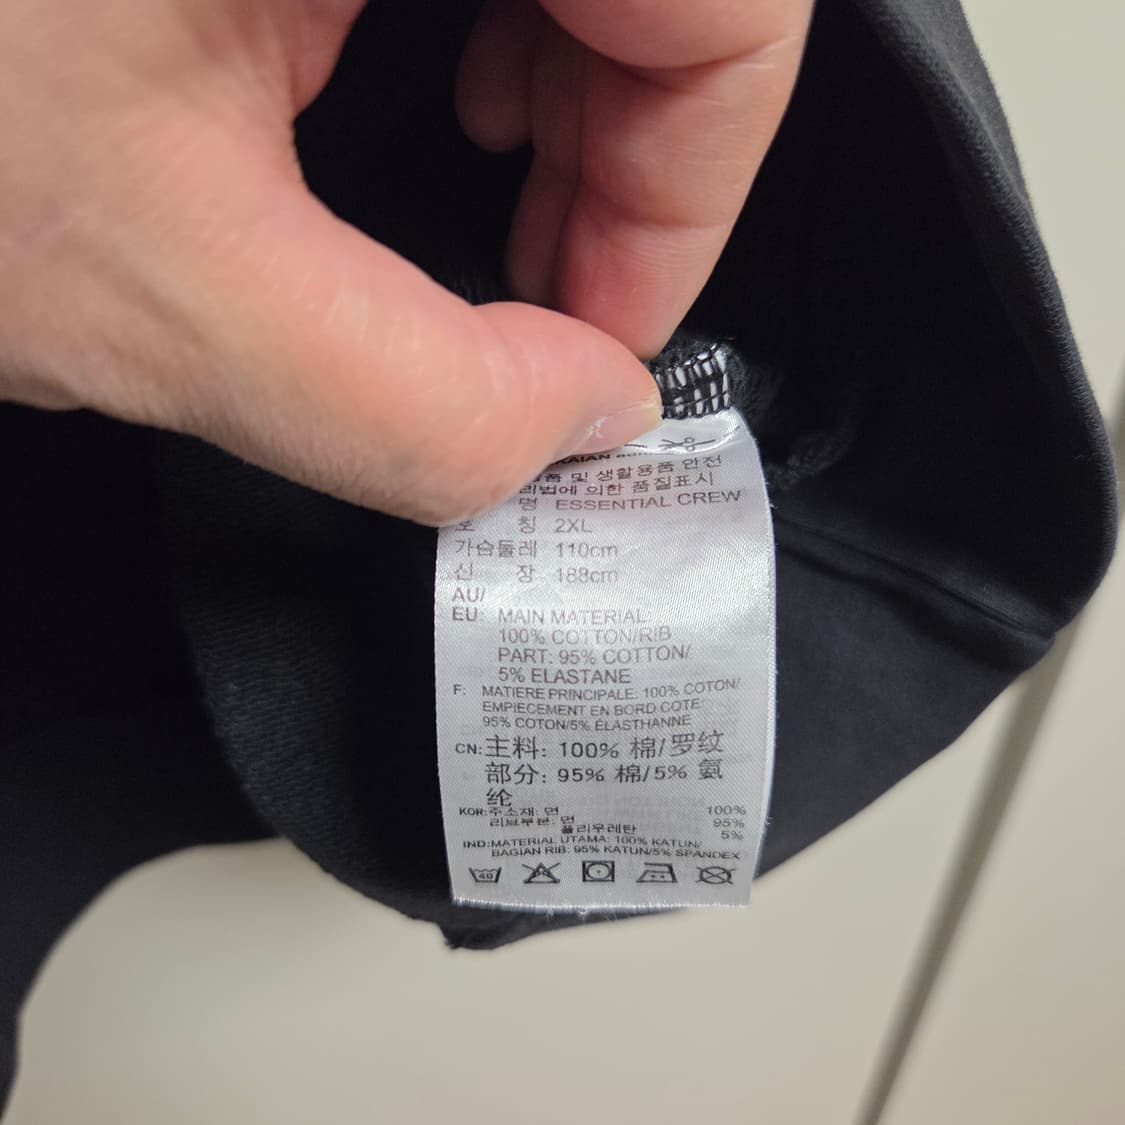 품 및 생활용품 안전
리법에 의한 품질표시
명 ESSENTIAL CREW
호 칭 2XL
가슴둘레 110cm
신 장 188cm
AU/
EU: MAIN MATERIAL:
100% COTTON/RIB
PART: 95% COTTON/
5% ELASTANE
F: MATIERE PRINCIPALE: 100% COTON/
EMPIECEMENT EN BORD COTE:
95% COTON/5% ÉLASTHANNE
CN: 主料: 100% 棉/罗纹
部分: 95% 棉/5% 氨
纶
KOR: 주소재: 면 100%
리브부분: 면 95%
폴리우레탄 5%
IND: MATERIAL UTAMA: 100% KATUN/
BAGIAN RIB: 95% KATUN/5% SPANDEX
40